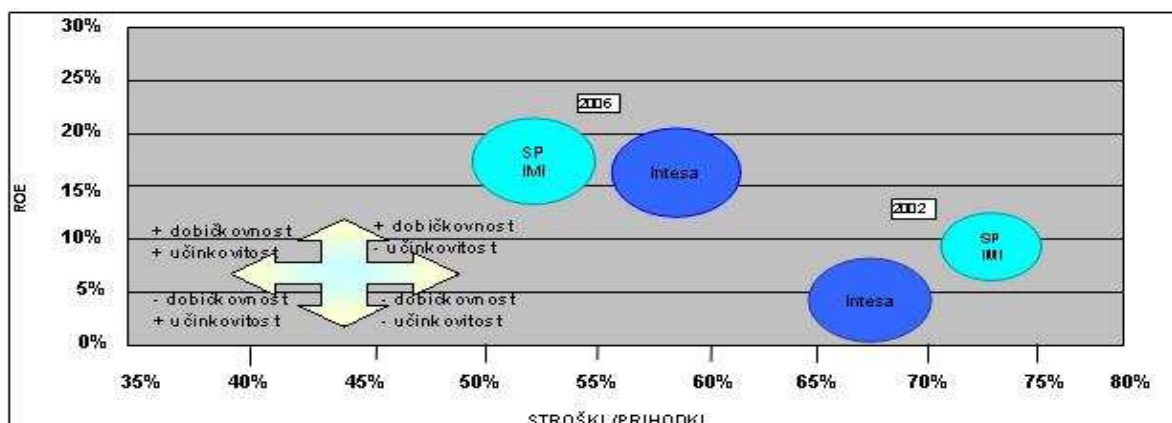 30%
25%
20%
15%
10%
5%
0%
ROE
2006
SP
IMI
Intesa
2002
SP
IMI
Intesa
+ dobičkovnost
+ učinkovitost
+ dobičkovnost
- učinkovitost
- dobičkovnost
+ učinkovitost
- dobičkovnost
- učinkovitost
35% 40% 45% 50% 55% 60% 65% 70% 75% 80%
STROŠKI/PRIHODKI